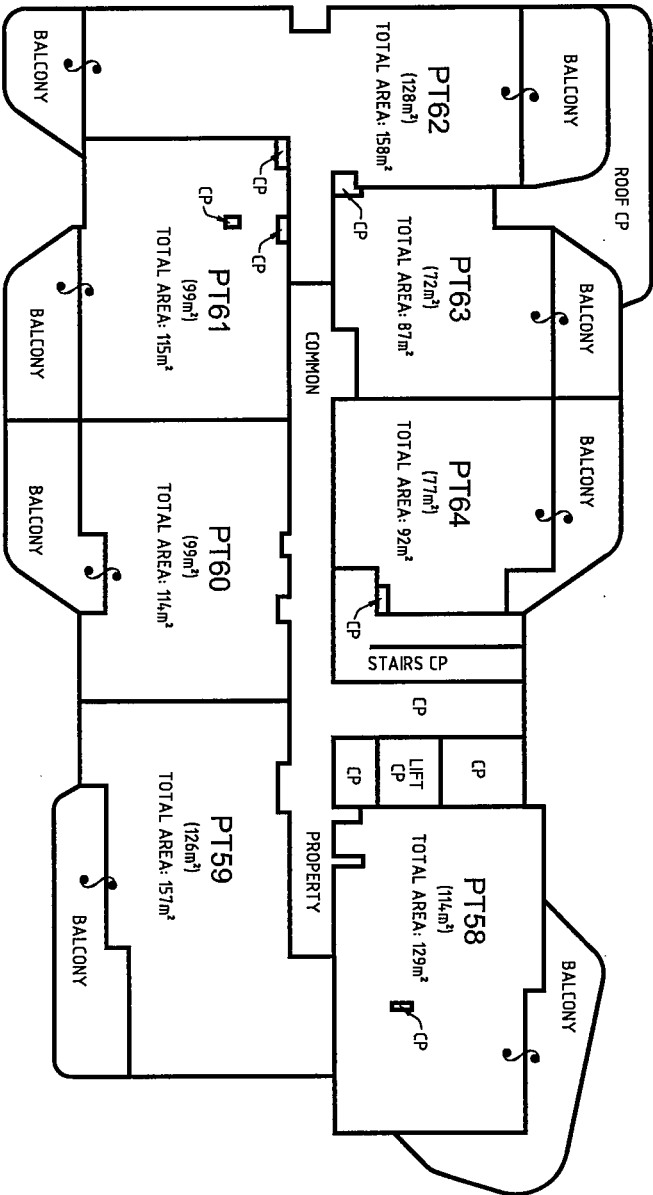 BALCONY
PT62
(128m²)
TOTAL AREA: 158m²
BALCONY
ROOF CP
CP
CP
CP
CP
PT61
(99m²)
TOTAL AREA: 115m²
BALCONY
PT63
(72m²)
TOTAL AREA: 87m²
BALCONY
COMMON
PT64
(77m²)
TOTAL AREA: 92m²
BALCONY
CP
PT60
(99m²)
TOTAL AREA: 114m²
BALCONY
STAIRS CP
CP
CP
LIFT
CP
CP
PROPERTY
PT59
(126m²)
TOTAL AREA: 157m²
BALCONY
PT58
(114m²)
TOTAL AREA: 129m²
CP
BALCONY